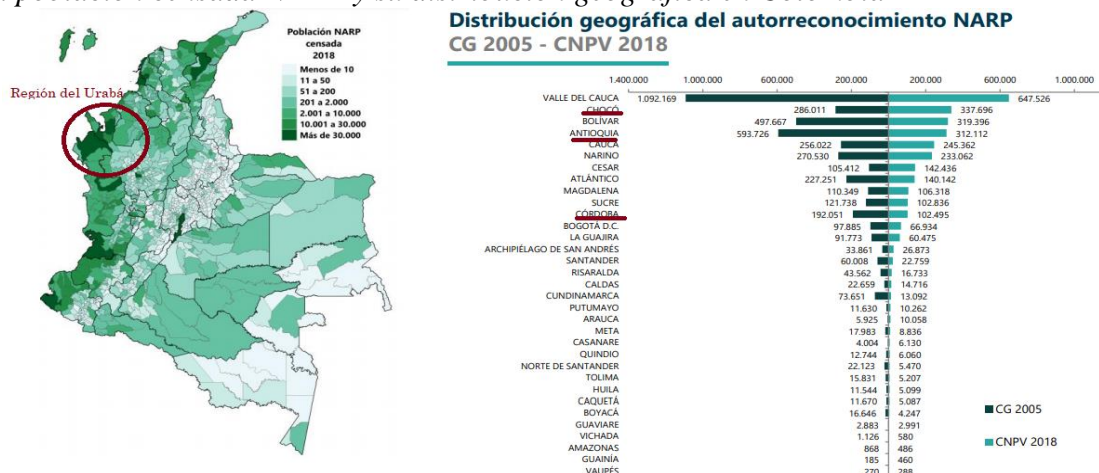 Distribución geográfica del autorreconocimiento NARP
CG 2005 - CNPV 2018
Población NARP
censada
2018
Menos de 10
11 a 50
51 a 200
201 a 2.000
2.001 a 10.000
10.001 a 30.000
Más de 30.000
Región del Urabá
1.400.000 1.000.000 600.000 200.000 200.000 600.000 1.000.000
VALLE DEL CAUCA 1.092.169 647.526
CHOCÓ 286.011 337.696
BOLÍVAR 497.667 319.396
ANTIOQUIA 593.726 312.112
CAUCA 256.022 245.362
NARINO 270.530 233.062
CESAR 105.412 142.436
ATLÁNTICO 227.251 140.142
MAGDALENA 110.349 106.318
SUCRE 121.738 102.836
CÓRDOBA 192.051 102.495
BOGOTÁ D.C. 97.885 66.934
LA GUAJIRA 91.773 60.475
ARCHIPIÉLAGO DE SAN ANDRÉS 33.861 26.873
SANTANDER 60.008 22.759
RISARALDA 43.562 16.733
CALDAS 22.659 14.716
CUNDINAMARCA 73.651 13.092
PUTUMAYO 11.630 10.262
ARAUCA 5.925 10.058
META 17.983 8.836
CASANARE 4.004 6.130
QUINDIO 12.744 6.060
NORTE DE SANTANDER 22.123 5.470
TOLIMA 15.831 5.207
HUILA 11.544 5.099
CAQUETÁ 11.670 5.087
BOYACÁ 16.646 4.247
GUAVIARE 2.883 2.991
VICHADA 1.126 580
AMAZONAS 868 486
GUAINÍA 185 460
VAUPÉS 270 288
CG 2005
CNPV 2018